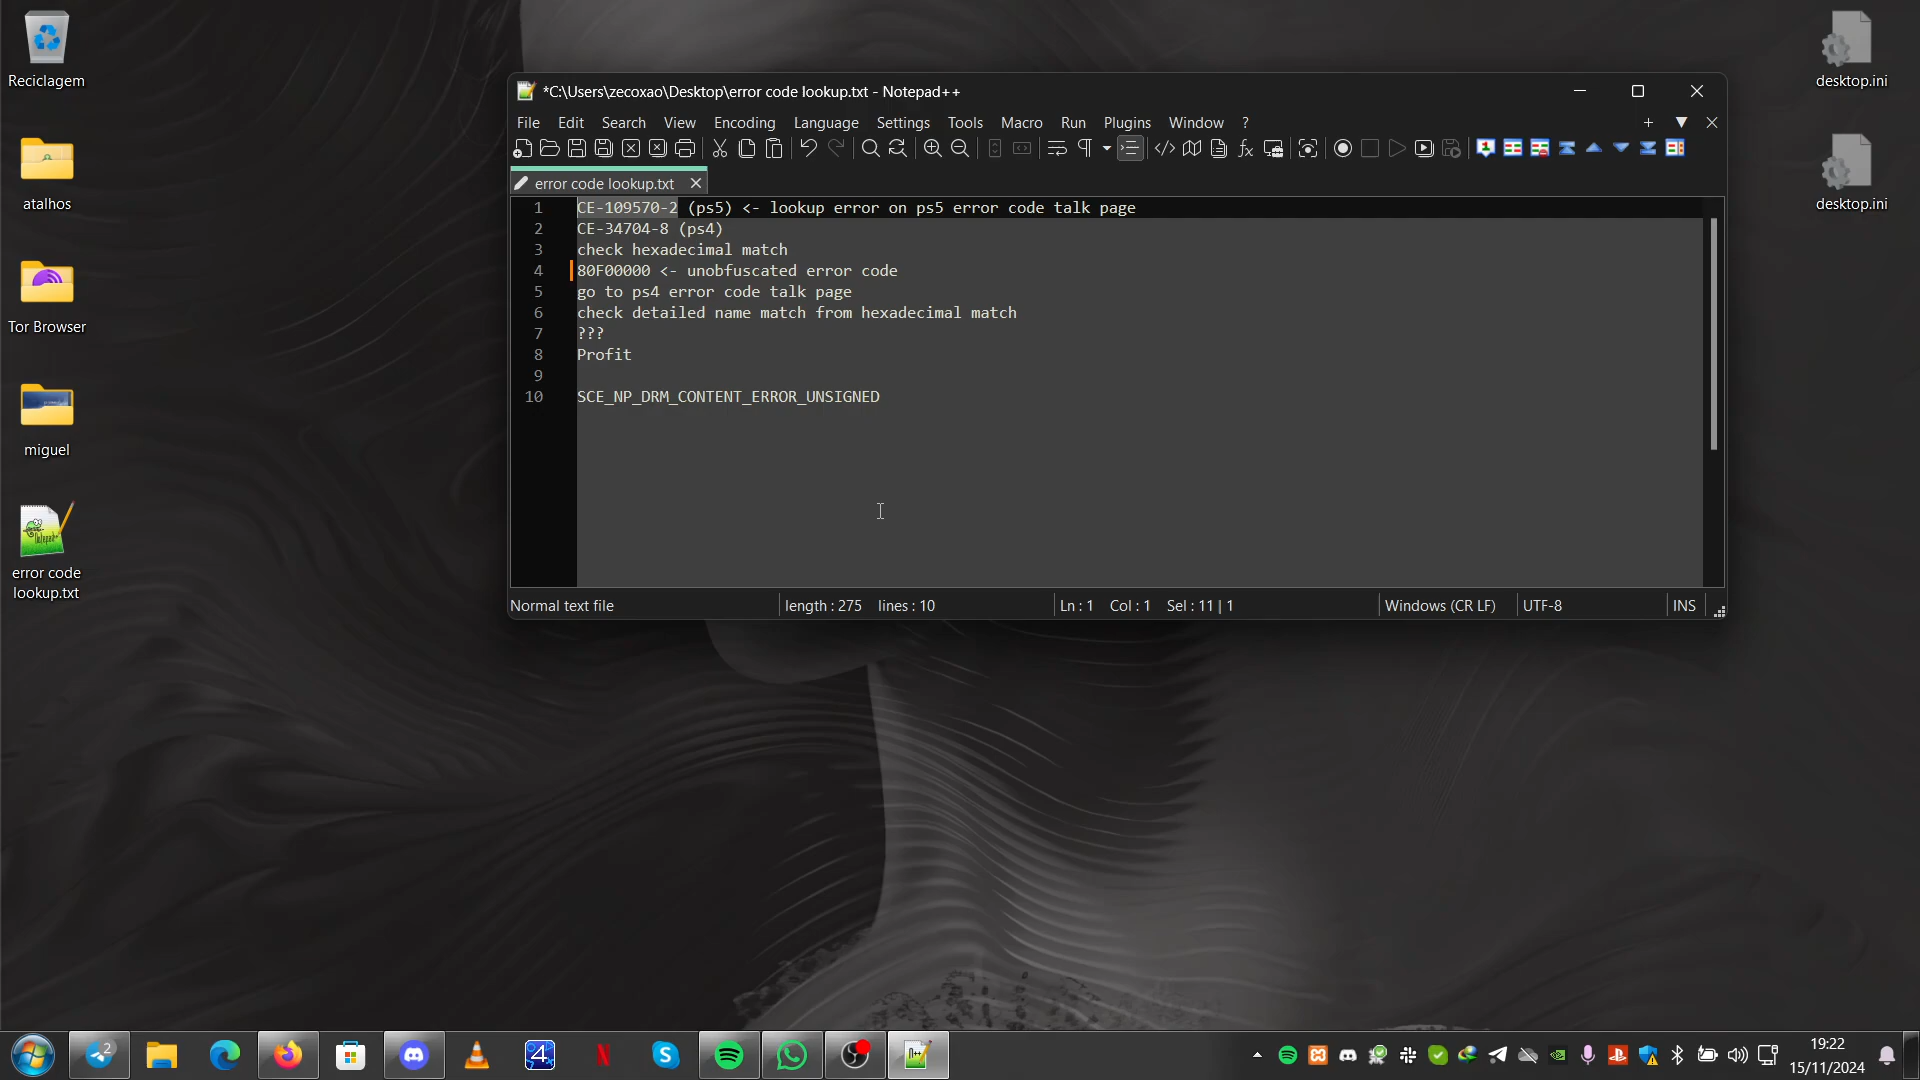 Reciclagem
atalhos
Tor Browser
miguel
error code
lookup.txt
*C:\Users\zecoxao\Desktop\error code lookup.txt - Notepad++
File Edit Search View Encoding Language Settings Tools Macro Run Plugins Window ?
error code lookup.txt
1 CE-109570-2 (ps5) <- lookup error on ps5 error code talk page
2 CE-34704-8 (ps4)
3 check hexadecimal match
4 80F00000 <- unobfuscated error code
5 go to ps4 error code talk page
6 check detailed name match from hexadecimal match
7 ???
8 Profit
9
10 SCE_NP_DRM_CONTENT_ERROR_UNSIGNED
Normal text file length : 275 lines : 10 Ln : 1 Col : 1 Sel : 11 | 1 Windows (CR LF) UTF-8 INS
desktop.ini
desktop.ini
2
19:22
15/11/2024